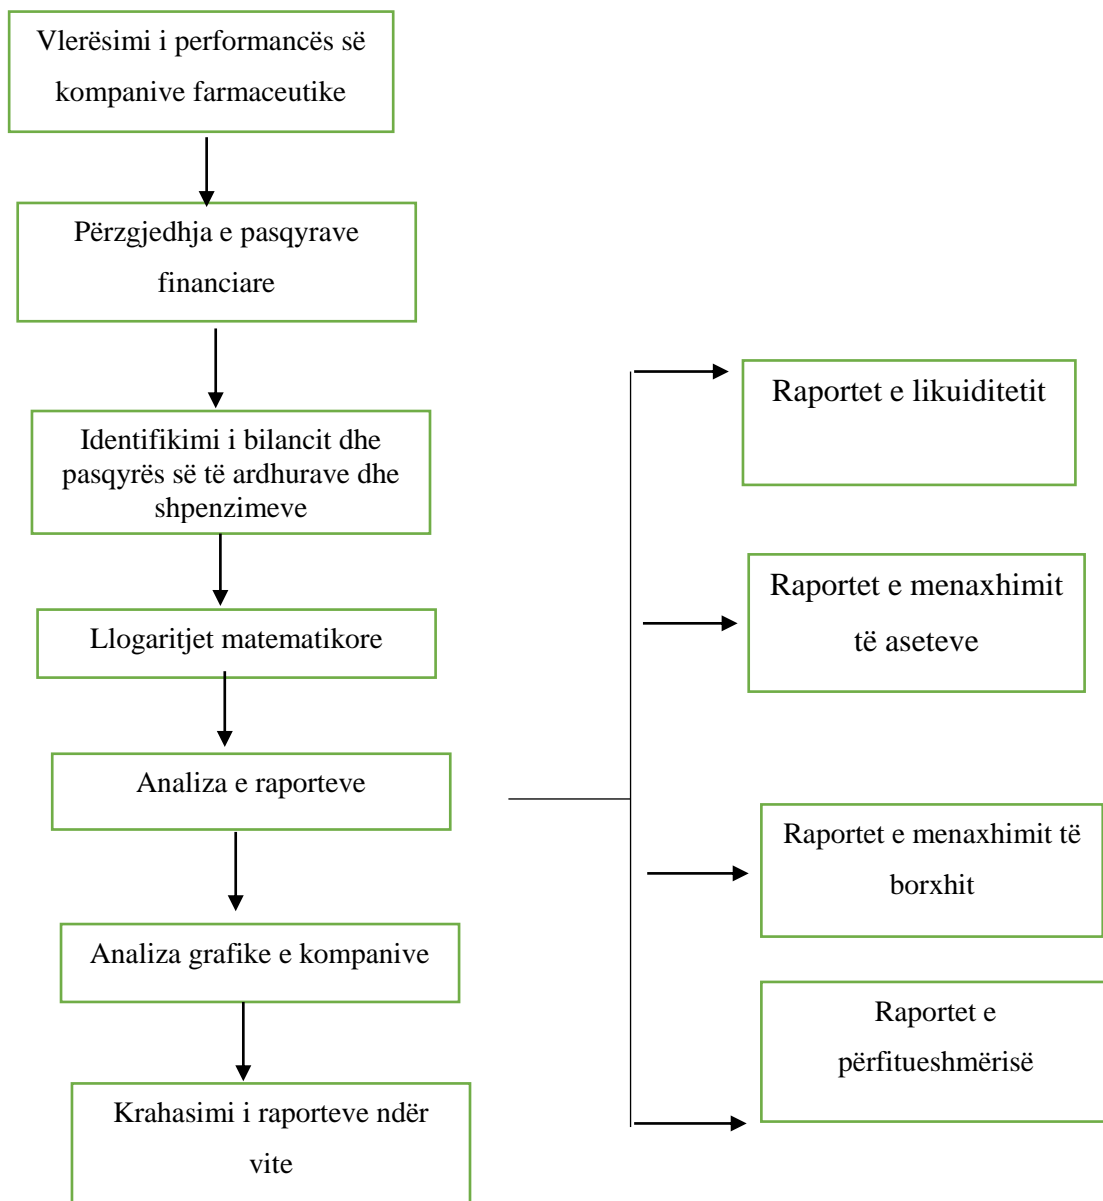 Vlerësimi i performancës së
kompanive farmaceutike
Përzgjedhja e pasqyrave
financiare
Identifikimi i bilancit dhe
pasqyrës së të ardhurave dhe
shpenzimeve
Llogaritjet matematikore
Analiza e raporteve
Analiza grafike e kompanive
Krahasimi i raporteve ndër
vite
Raportet e likuiditetit
Raportet e menaxhimit
të aseteve
Raportet e menaxhimit të
borxhit
Raportet e
përfitueshmërisë